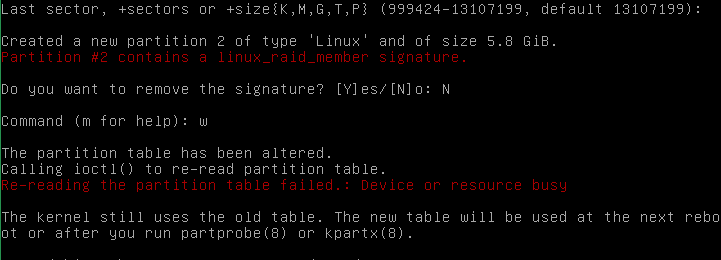 Last sector, +sectors or +size{K,M,G,T,P} (999424-13107199, default 13107199):
Created a new partition 2 of type 'Linux' and of size 5.8 GiB.
Partition #2 contains a linux_raid_member signature.
Do you want to remove the signature? [Y]es/[N]o: N
Command (m for help): w
The partition table has been altered.
Calling ioctl() to re-read partition table.
Re-reading the partition table failed.: Device or resource busy
The kernel still uses the old table. The new table will be used at the next rebo
ot or after you run partprobe(8) or kpartx(8).